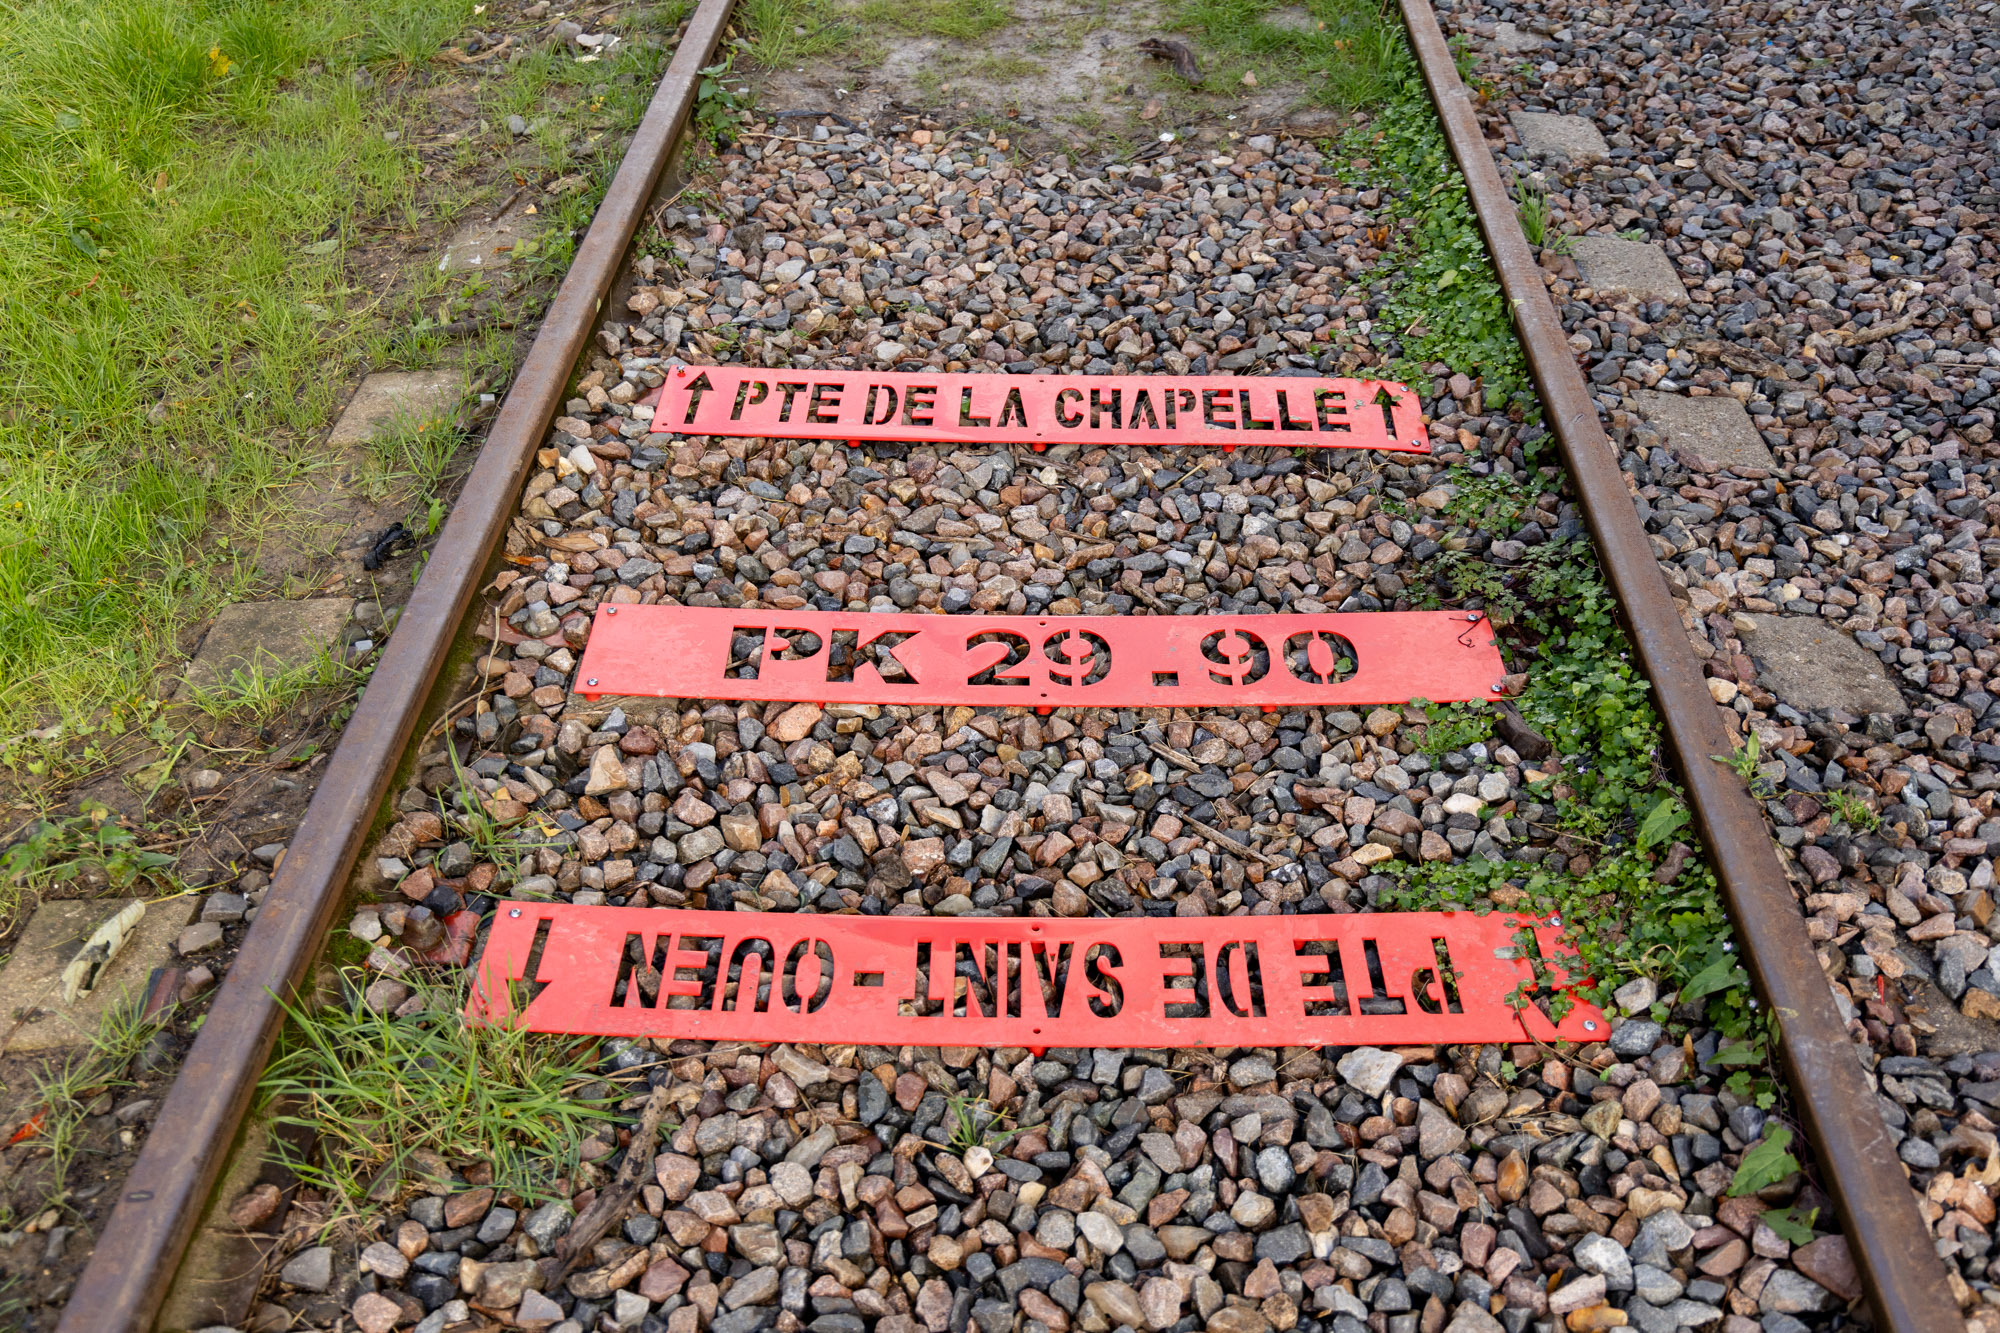 ↑ PTE DE LA CHAPELLE ↑
PK 29.90
↑ PTE DE SAINT-OUEN ↑